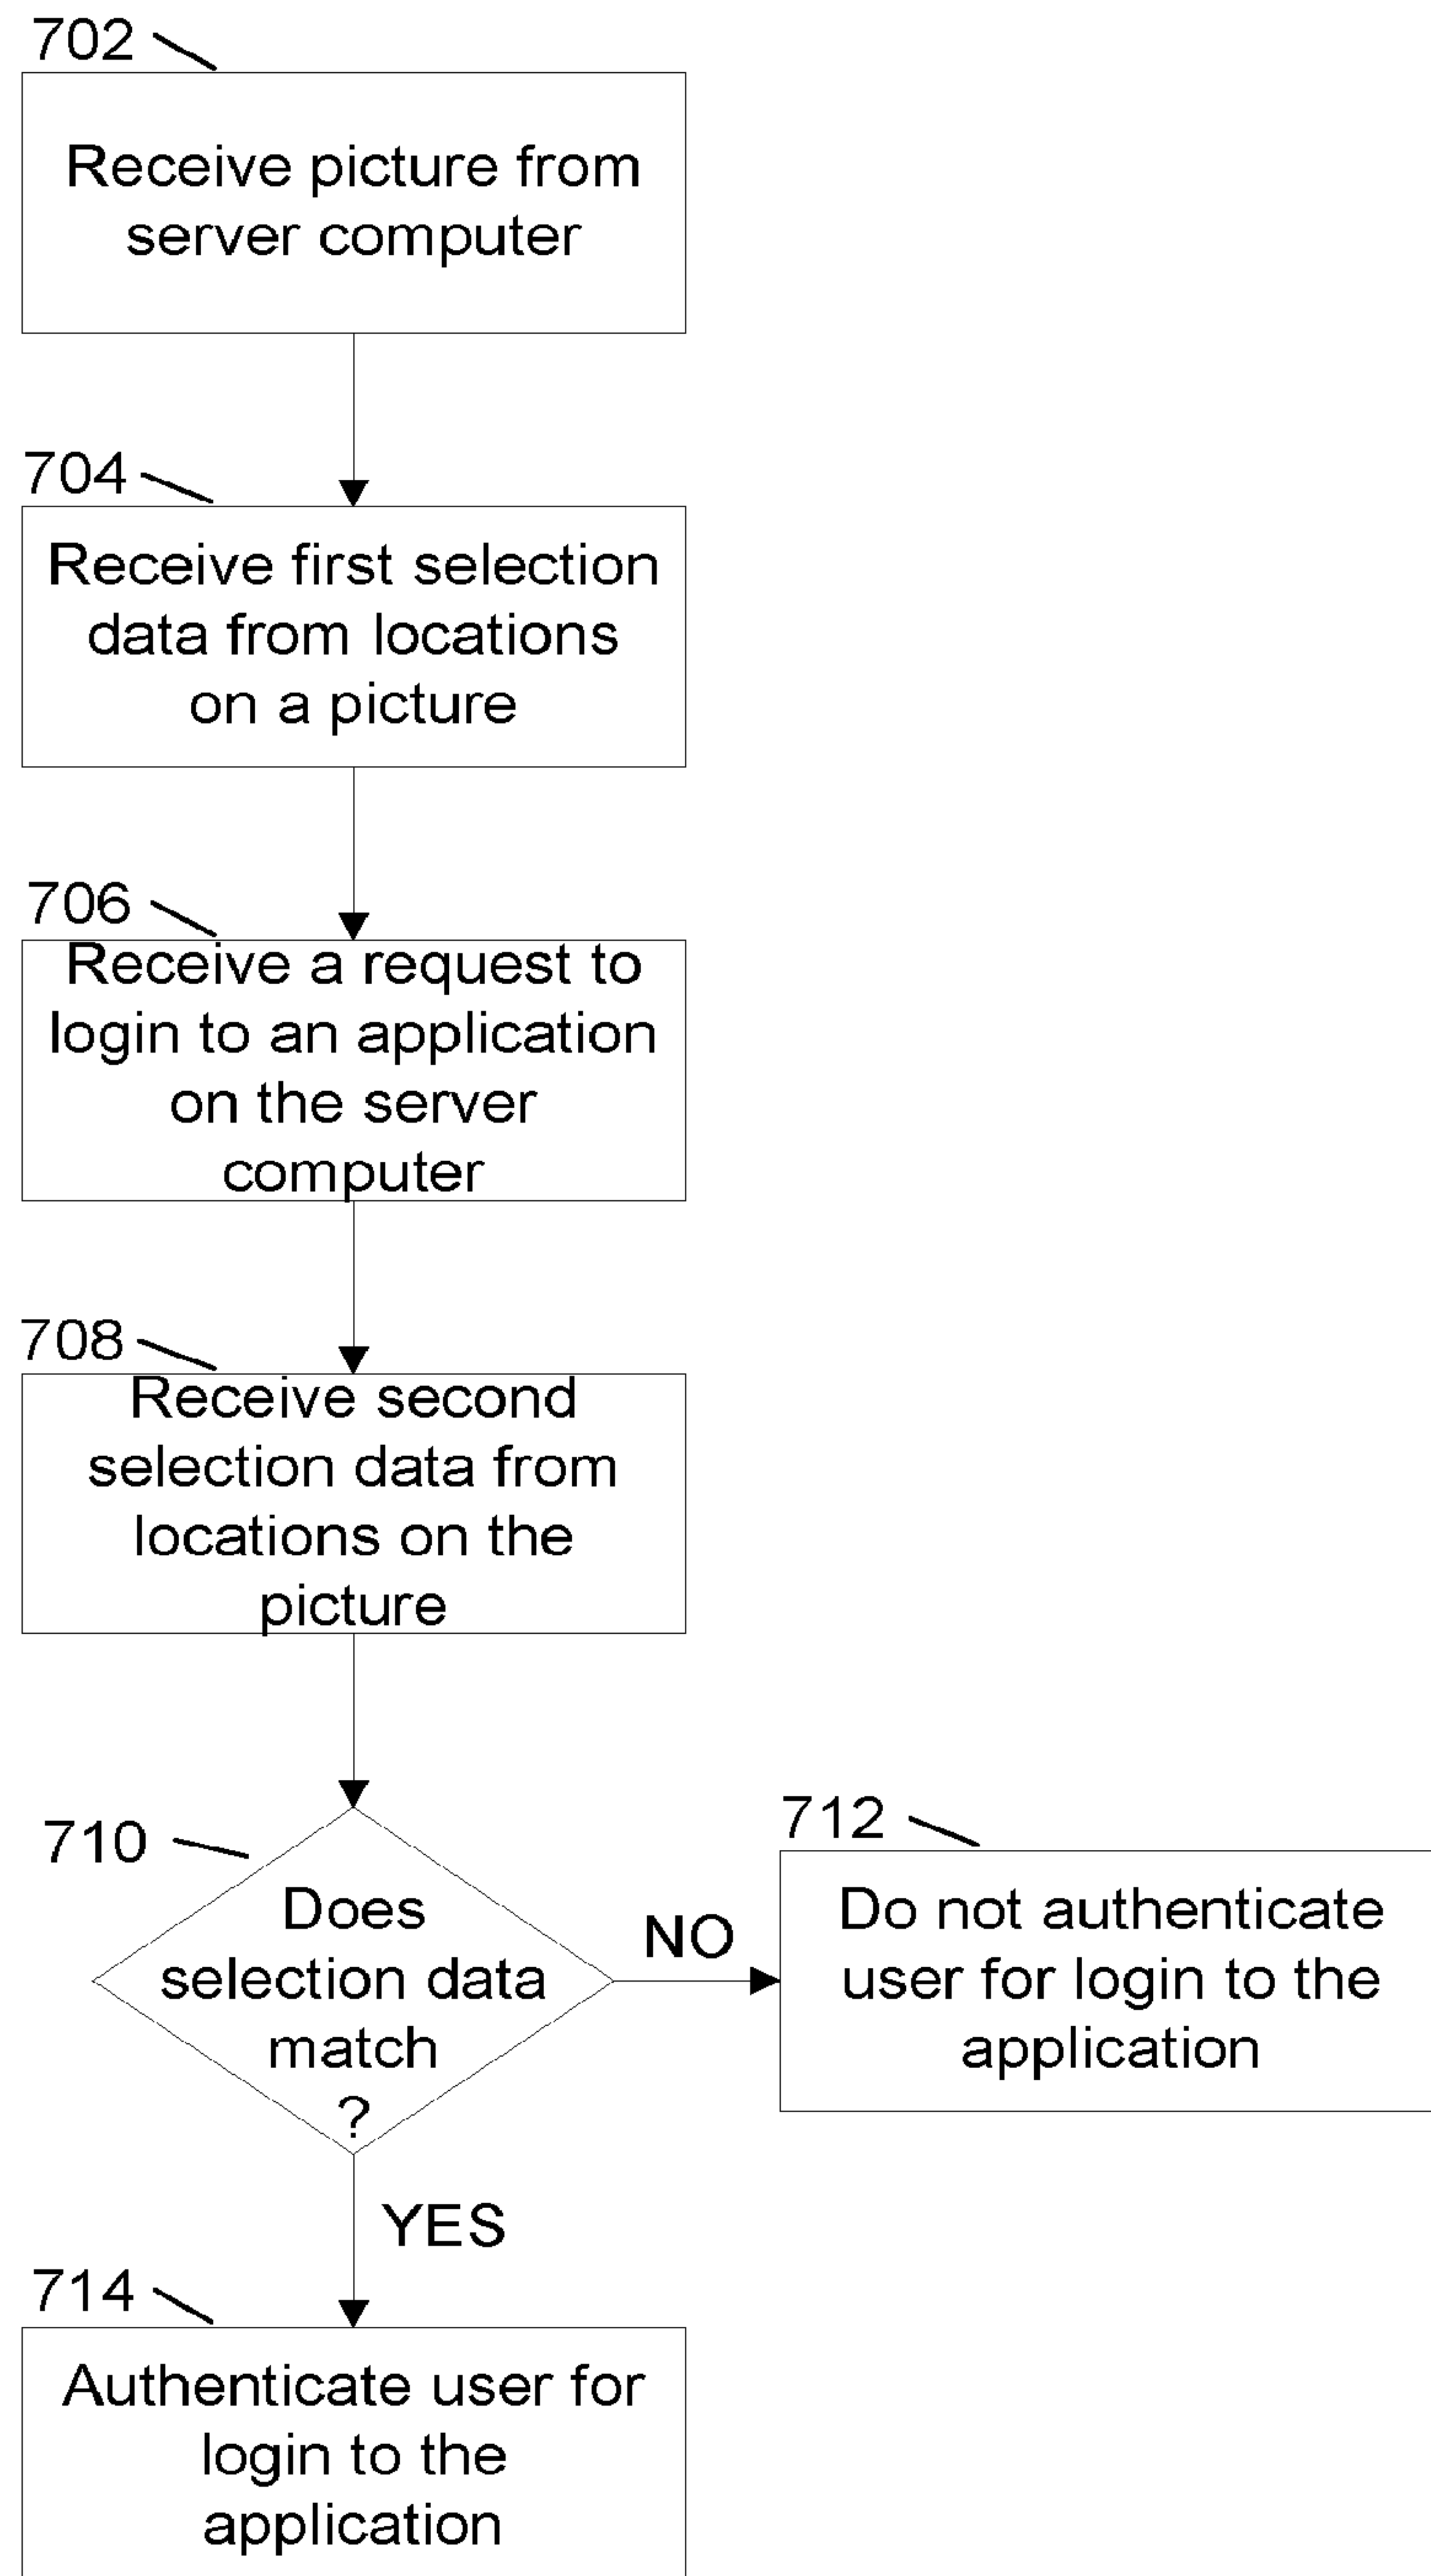 702
Receive picture from
server computer
704
Receive first selection
data from locations
on a picture
706
Receive a request to
login to an application
on the server
computer
708
Receive second
selection data from
locations on the
picture
710
Does
selection data
match
?
NO
712
Do not authenticate
user for login to the
application
YES
714
Authenticate user for
login to the
application